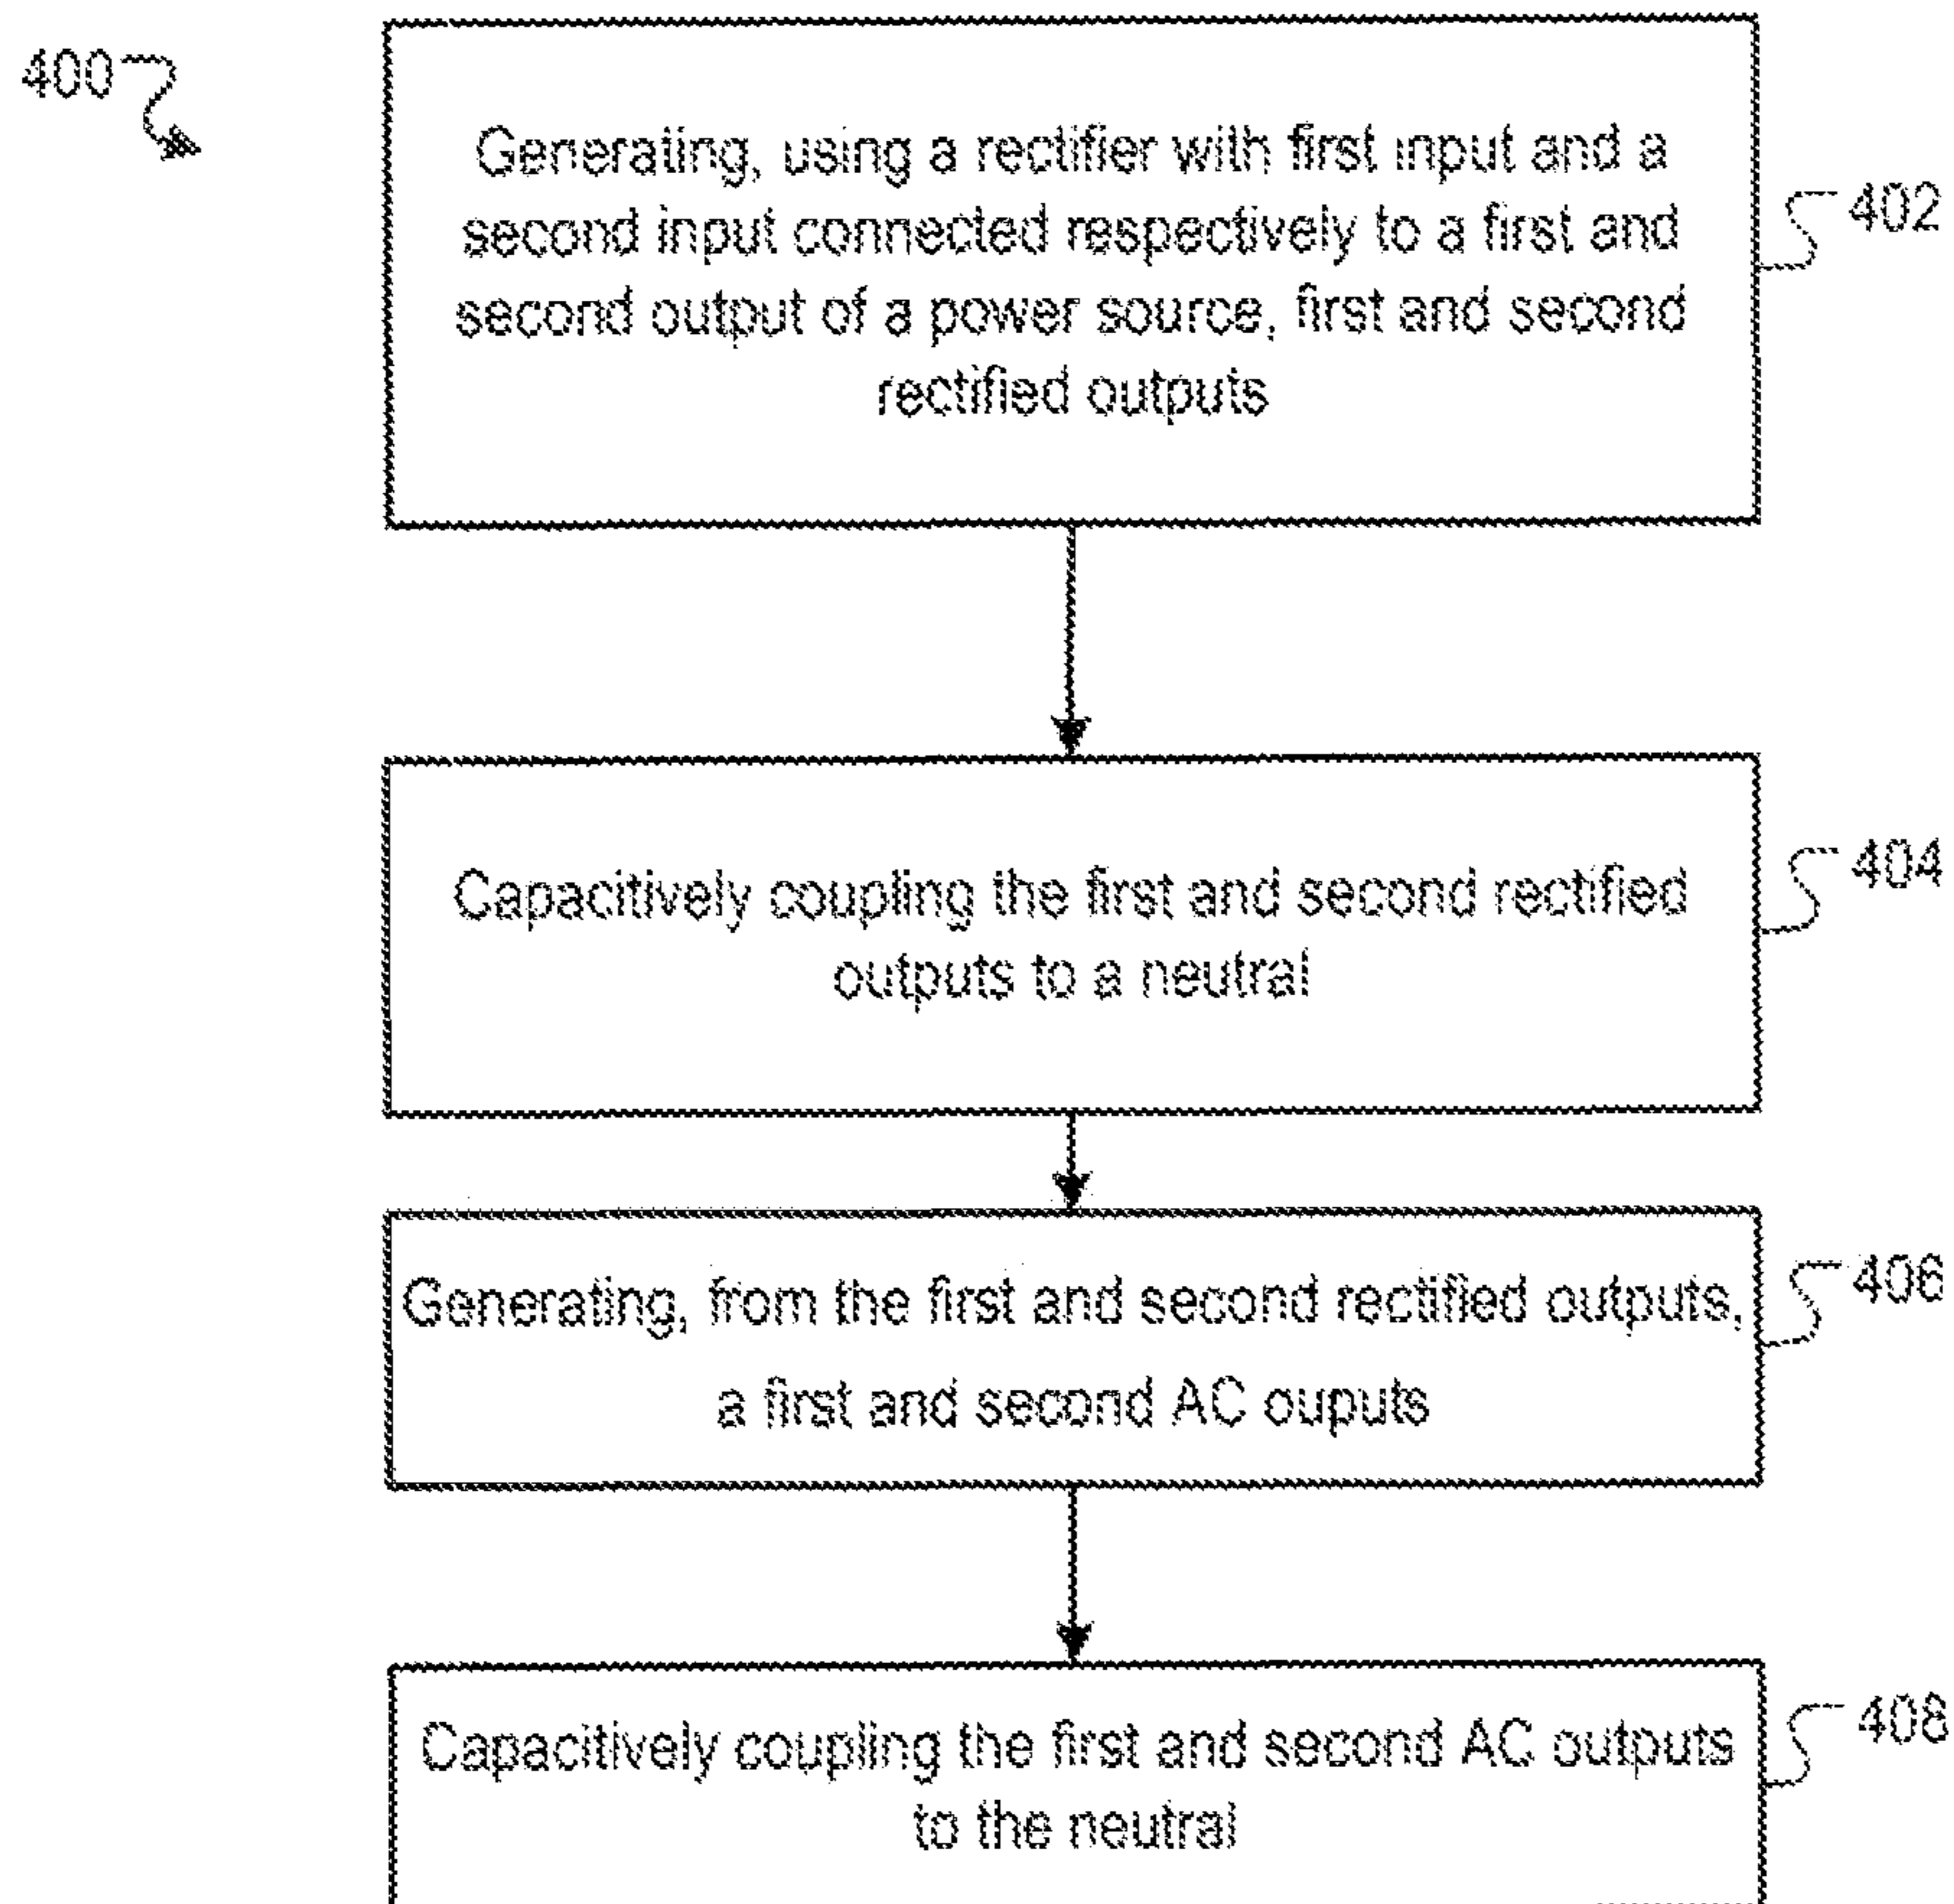 400
Generating, using a rectifier with first input and a
second input connected respectively to a first and
second output of a power source, first and second
rectified outputs
402
Capacitively coupling the first and second rectified
outputs to a neutral
404
Generating, from the first and second rectified outputs,
a first and second AC ouputs
406
Capacitively coupling the first and second AC outputs
to the neutral
408